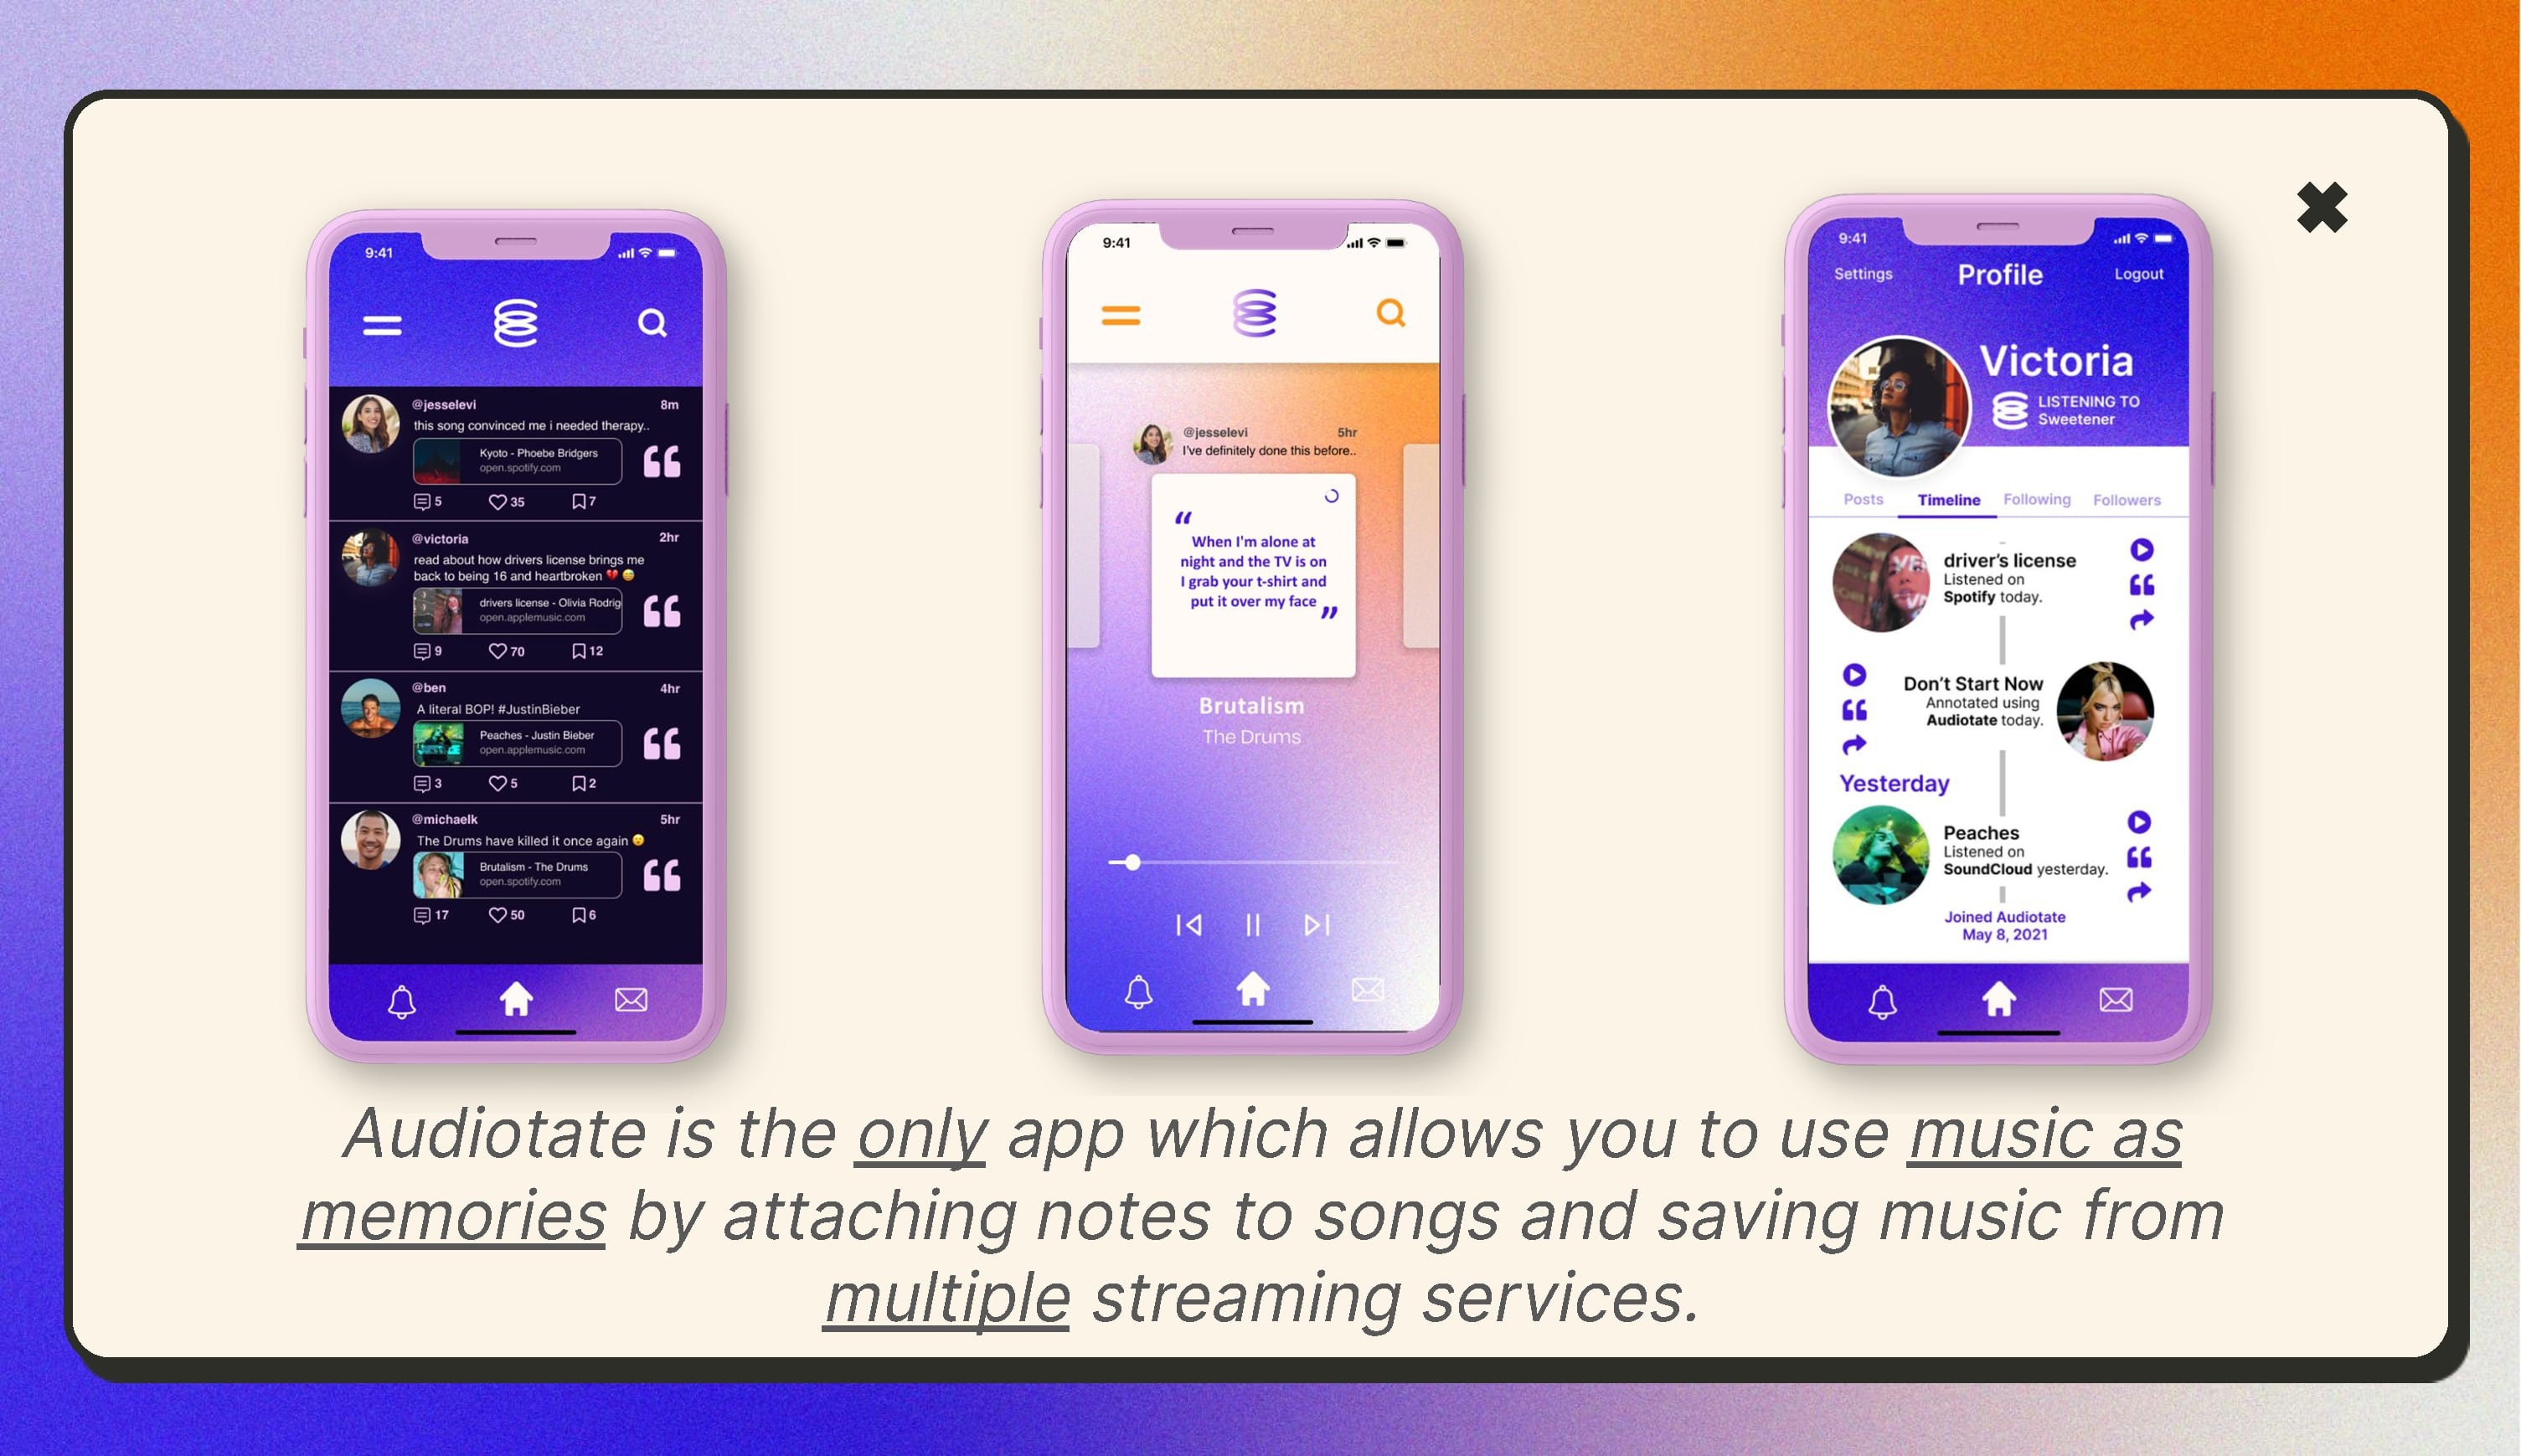 9:41
@jesselevi 8m
this song convinced me i needed therapy..
Kyoto - Phoebe Bridgers
open.spotify.com
5 35 7
@victoria 2hr
read about how drivers license brings me
back to being 16 and heartbroken 💔 😅
drivers license - Olivia Rodrig
open.applemusic.com
9 70 12
@ben 4hr
A literal BOP! #JustinBieber
Peaches - Justin Bieber
open.applemusic.com
3 5 2
@michaelk 5hr
The Drums have killed it once again 😮
Brutalism - The Drums
open.spotify.com
17 50 6
9:41
@jesselevi 5hr
I've definitely done this before..
“ When I'm alone at
night and the TV is on
I grab your t-shirt and
put it over my face ”
Brutalism
The Drums
9:41
Settings Profile Logout
Victoria
LISTENING TO
Sweetener
Posts Timeline Following Followers
driver's license
Listened on
Spotify today.
Don't Start Now
Annotated using
Audiotate today.
Yesterday
Peaches
Listened on
SoundCloud yesterday.
Joined Audiotate
May 8, 2021
Audiotate is the only app which allows you to use music as
memories by attaching notes to songs and saving music from
multiple streaming services.